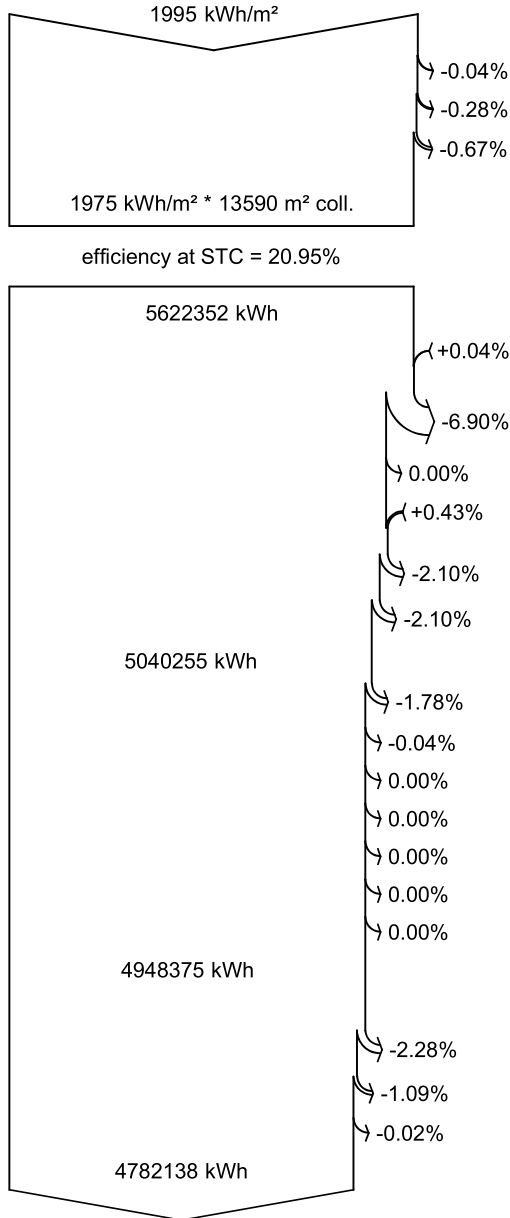 1995 kWh/m²
-0.04%
-0.28%
-0.67%
1975 kWh/m² * 13590 m² coll.
efficiency at STC = 20.95%
5622352 kWh
+0.04%
-6.90%
0.00%
+0.43%
-2.10%
-2.10%
5040255 kWh
-1.78%
-0.04%
0.00%
0.00%
0.00%
0.00%
0.00%
4948375 kWh
-2.28%
-1.09%
-0.02%
4782138 kWh